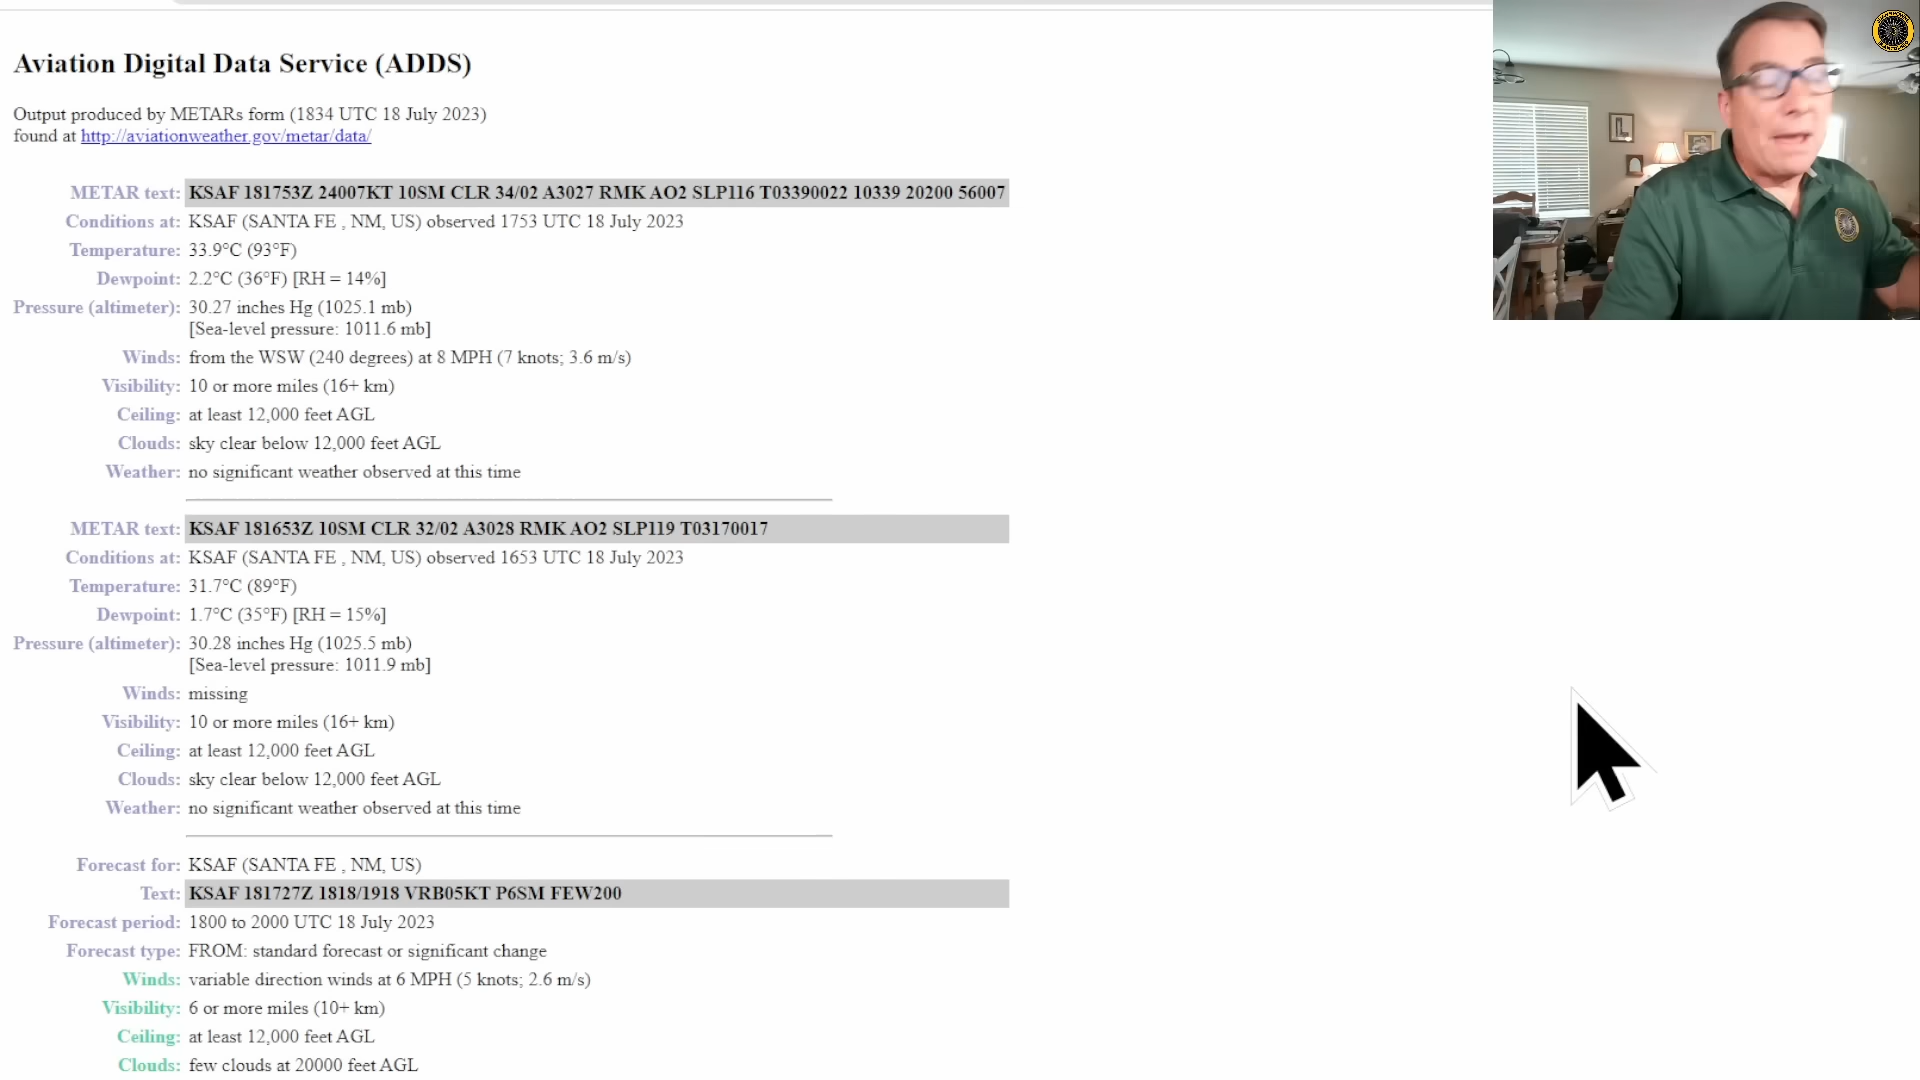 Aviation Digital Data Service (ADDS)
Output produced by METARs form (1834 UTC 18 July 2023)
found at http://aviationweather.gov/metar/data/
METAR text: KSAF 181753Z 24007KT 10SM CLR 34/02 A3027 RMK AO2 SLP116 T03390022 10339 20200 56007
Conditions at: KSAF (SANTA FE , NM, US) observed 1753 UTC 18 July 2023
Temperature: 33.9°C (93°F)
Dewpoint: 2.2°C (36°F) [RH = 14%]
Pressure (altimeter): 30.27 inches Hg (1025.1 mb)
[Sea-level pressure: 1011.6 mb]
Winds: from the WSW (240 degrees) at 8 MPH (7 knots; 3.6 m/s)
Visibility: 10 or more miles (16+ km)
Ceiling: at least 12,000 feet AGL
Clouds: sky clear below 12,000 feet AGL
Weather: no significant weather observed at this time
METAR text: KSAF 181653Z 10SM CLR 32/02 A3028 RMK AO2 SLP119 T03170017
Conditions at: KSAF (SANTA FE , NM, US) observed 1653 UTC 18 July 2023
Temperature: 31.7°C (89°F)
Dewpoint: 1.7°C (35°F) [RH = 15%]
Pressure (altimeter): 30.28 inches Hg (1025.5 mb)
[Sea-level pressure: 1011.9 mb]
Winds: missing
Visibility: 10 or more miles (16+ km)
Ceiling: at least 12,000 feet AGL
Clouds: sky clear below 12,000 feet AGL
Weather: no significant weather observed at this time
Forecast for: KSAF (SANTA FE , NM, US)
Text: KSAF 181727Z 1818/1918 VRB05KT P6SM FEW200
Forecast period: 1800 to 2000 UTC 18 July 2023
Forecast type: FROM: standard forecast or significant change
Winds: variable direction winds at 6 MPH (5 knots; 2.6 m/s)
Visibility: 6 or more miles (10+ km)
Ceiling: at least 12,000 feet AGL
Clouds: few clouds at 20000 feet AGL